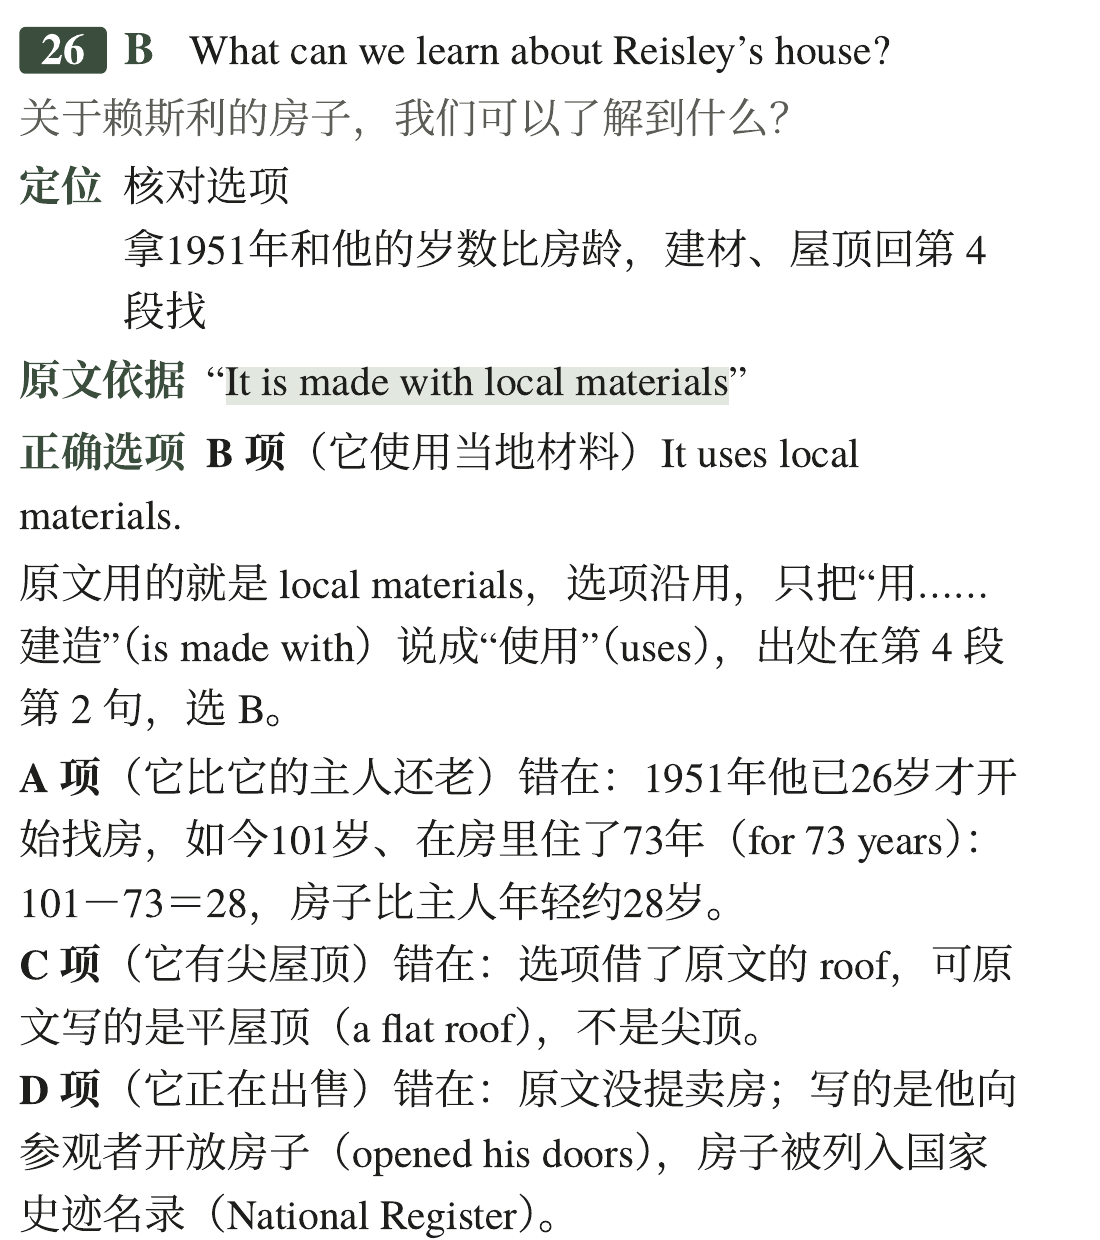 26 B What can we learn about Reisley’s house?
关于赖斯利的房子，我们可以了解到什么？
定位 核对选项
拿1951年和他的岁数比房龄，建材、屋顶回第 4
段找
原文依据 “It is made with local materials”
正确选项 B 项（它使用当地材料）It uses local
materials.
原文用的就是 local materials，选项沿用，只把“用……
建造”（is made with）说成“使用”（uses），出处在第 4 段
第 2 句，选 B。
A 项（它比它的主人还老）错在：1951年他已26岁才开
始找房，如今101岁、在房里住了73年（for 73 years）：
101－73＝28，房子比主人年轻约28岁。
C 项（它有尖屋顶）错在：选项借了原文的 roof，可原
文写的是平屋顶（a flat roof），不是尖顶。
D 项（它正在出售）错在：原文没提卖房；写的是他向
参观者开放房子（opened his doors），房子被列入国家
史迹名录（National Register）。